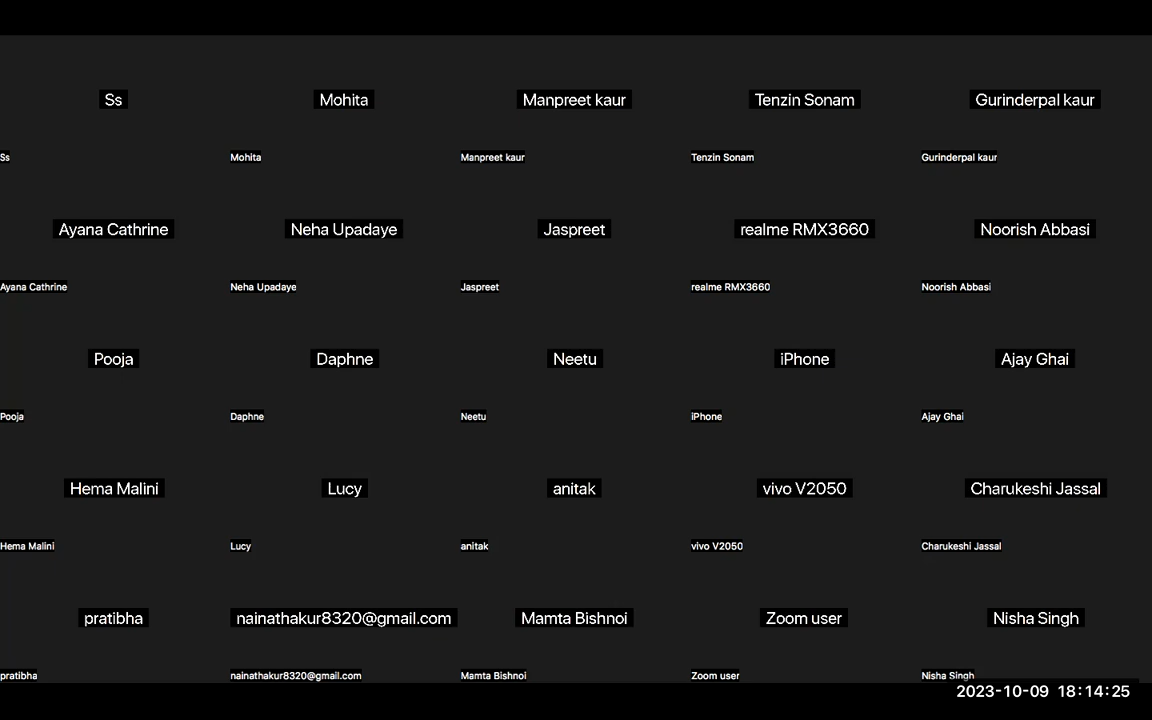 Ss Mohita Manpreet kaur Tenzin Sonam Gurinderpal kaur
Ss Mohita Manpreet kaur Tenzin Sonam Gurinderpal kaur
Ayana Cathrine Neha Upadaye Jaspreet realme RMX3660 Noorish Abbasi
Ayana Cathrine Neha Upadaye Jaspreet realme RMX3660 Noorish Abbasi
Pooja Daphne Neetu iPhone Ajay Ghai
Pooja Daphne Neetu iPhone Ajay Ghai
Hema Malini Lucy anitak vivo V2050 Charukeshi Jassal
Hema Malini Lucy anitak vivo V2050 Charukeshi Jassal
pratibha nainathakur8320@gmail.com Mamta Bishnoi Zoom user Nisha Singh
pratibha nainathakur8320@gmail.com Mamta Bishnoi Zoom user Nisha Singh
2023-10-09 18:14:25